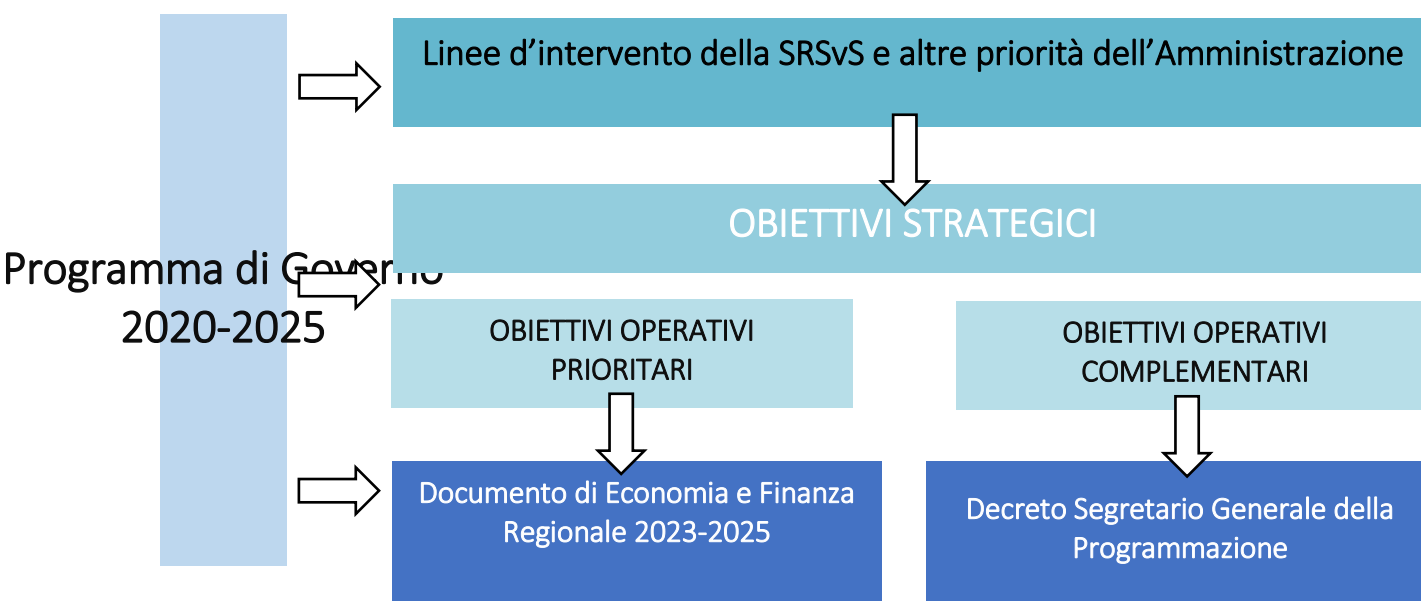 Linee d’intervento della SRSvS e altre priorità dell’Amministrazione
OBIETTIVI STRATEGICI
Programma di Governo
2020-2025
OBIETTIVI OPERATIVI
PRIORITARI
OBIETTIVI OPERATIVI
COMPLEMENTARI
Documento di Economia e Finanza
Regionale 2023-2025
Decreto Segretario Generale della
Programmazione